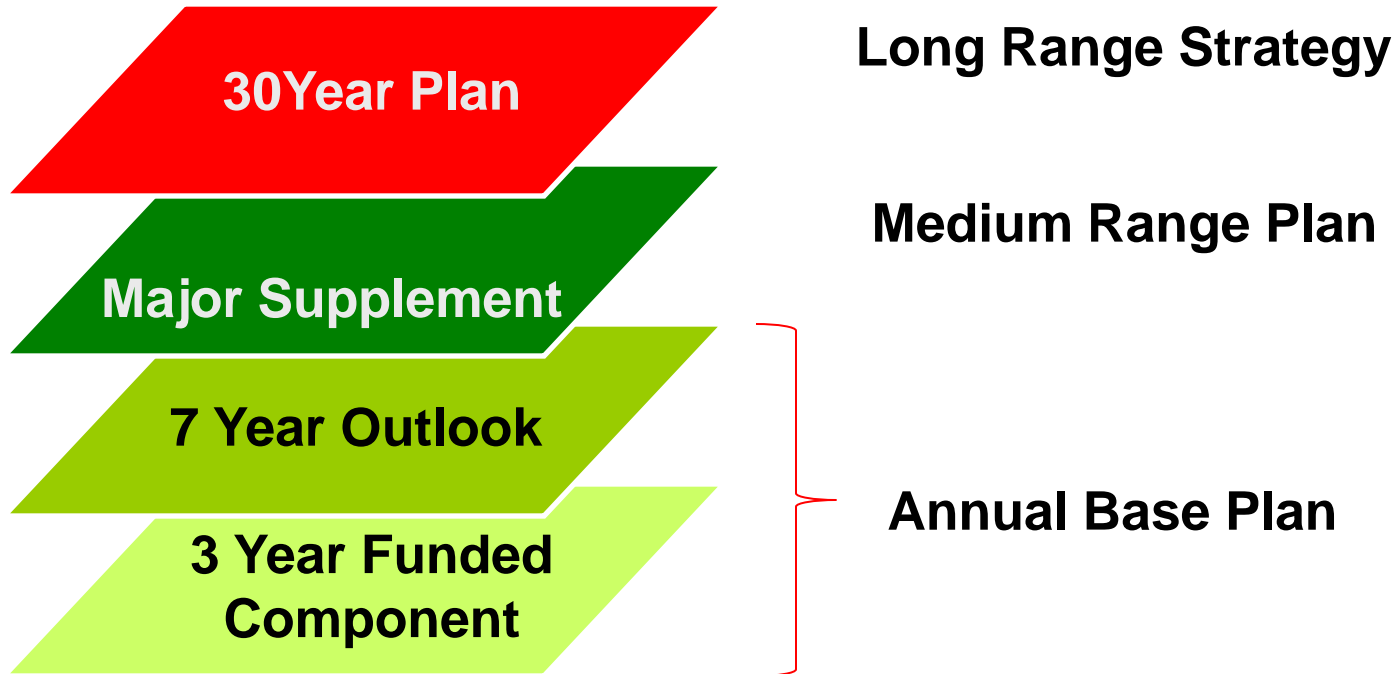 30Year Plan
Long Range Strategy
Major Supplement
Medium Range Plan
7 Year Outlook
3 Year Funded
Component
Annual Base Plan